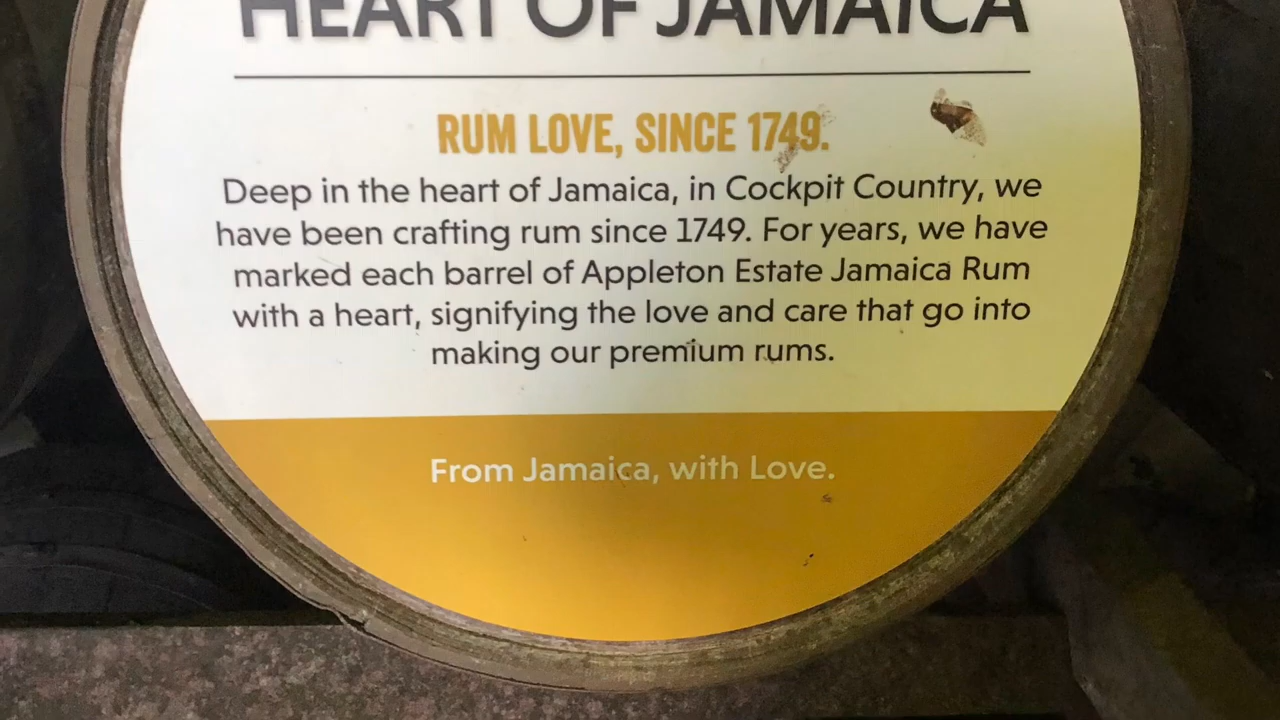 HEART OF JAMAICA
RUM LOVE, SINCE 1749.
Deep in the heart of Jamaica, in Cockpit Country, we
have been crafting rum since 1749. For years, we have
marked each barrel of Appleton Estate Jamaica Rum
with a heart, signifying the love and care that go into
making our premium rums.
From Jamaica, with Love.